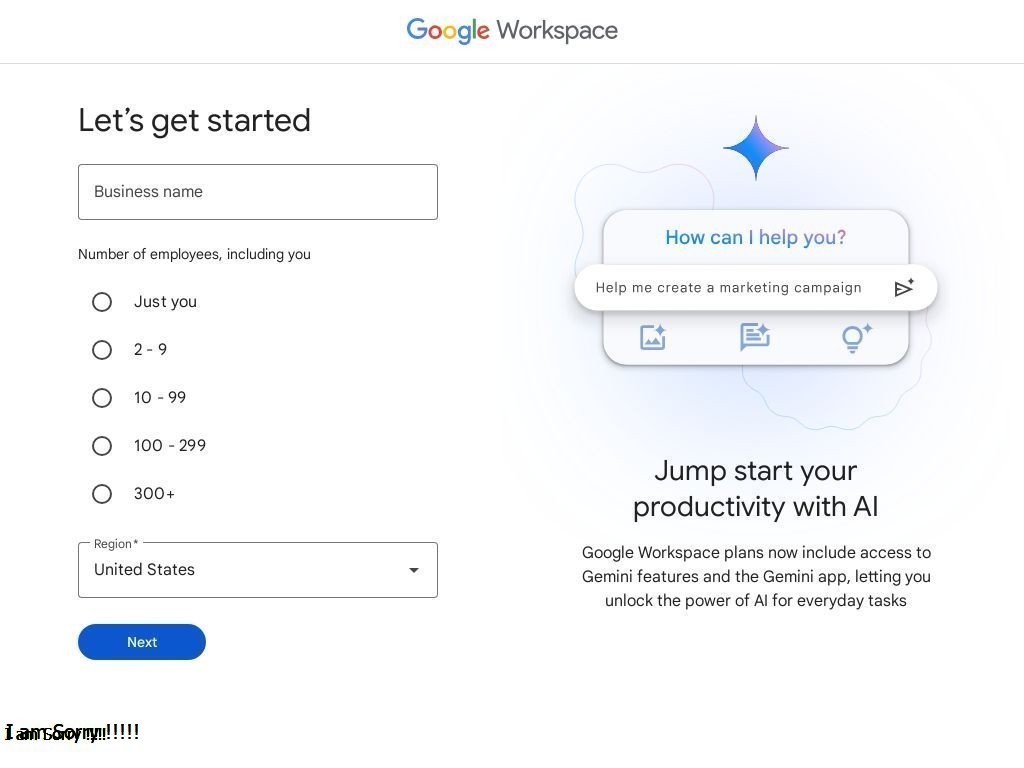 Google Workspace
Let's get started
Business name
Number of employees, including you
Just you
2 - 9
10 - 99
100 - 299
300+
Region*
United States
Next
How can I help you?
Help me create a marketing campaign
Jump start your
productivity with AI
Google Workspace plans now include access to
Gemini features and the Gemini app, letting you
unlock the power of AI for everyday tasks
I am Sorry !!!!!
I am Sorry !!!!!